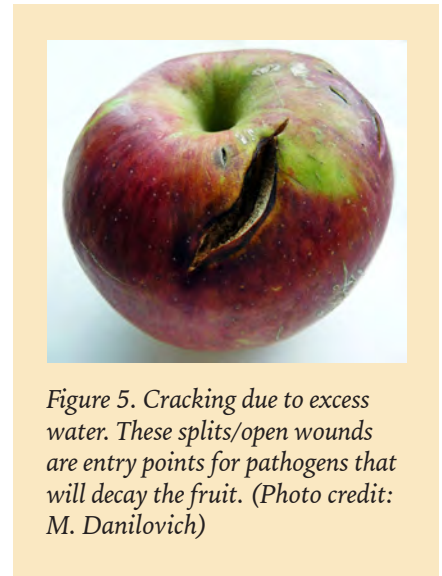 Figure 5. Cracking due to excess
water. These splits/open wounds
are entry points for pathogens that
will decay the fruit. (Photo credit:
M. Danilovich)